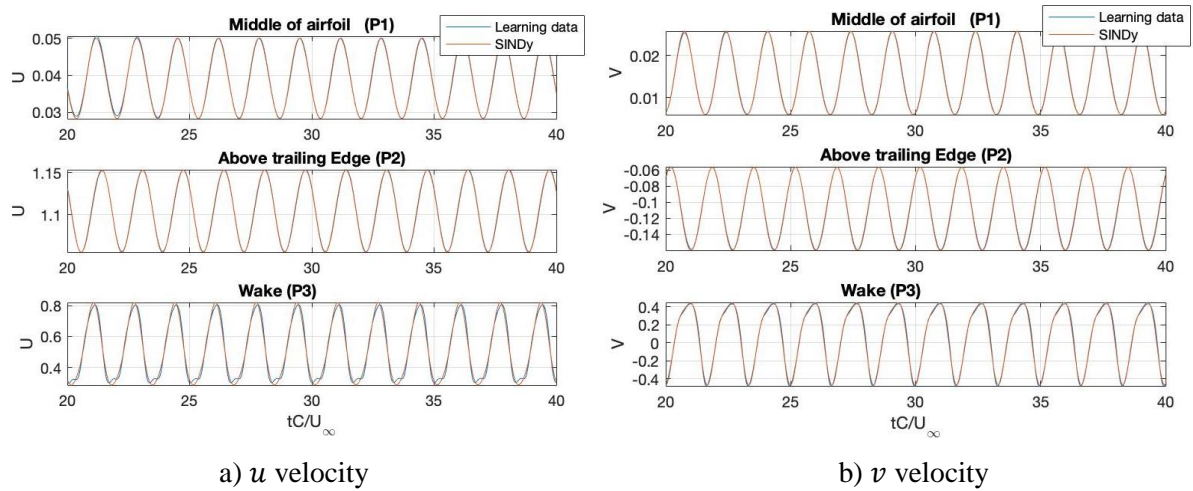 Middle of airfoil (P1)
Learning data
SINDy
0.05
0.04
0.03
U
20 25 30 35 40
Above trailing Edge (P2)
1.15
1.1
U
20 25 30 35 40
Wake (P3)
0.8
0.6
0.4
U
20 25 30 35 40
tC/U∞
a) u velocity
Middle of airfoil (P1)
Learning data
SINDy
0.02
0.01
V
20 25 30 35 40
Above trailing Edge (P2)
-0.06
-0.08
-0.1
-0.12
-0.14
V
20 25 30 35 40
Wake (P3)
0.4
0.2
0
-0.2
-0.4
V
20 25 30 35 40
tC/U∞
b) v velocity